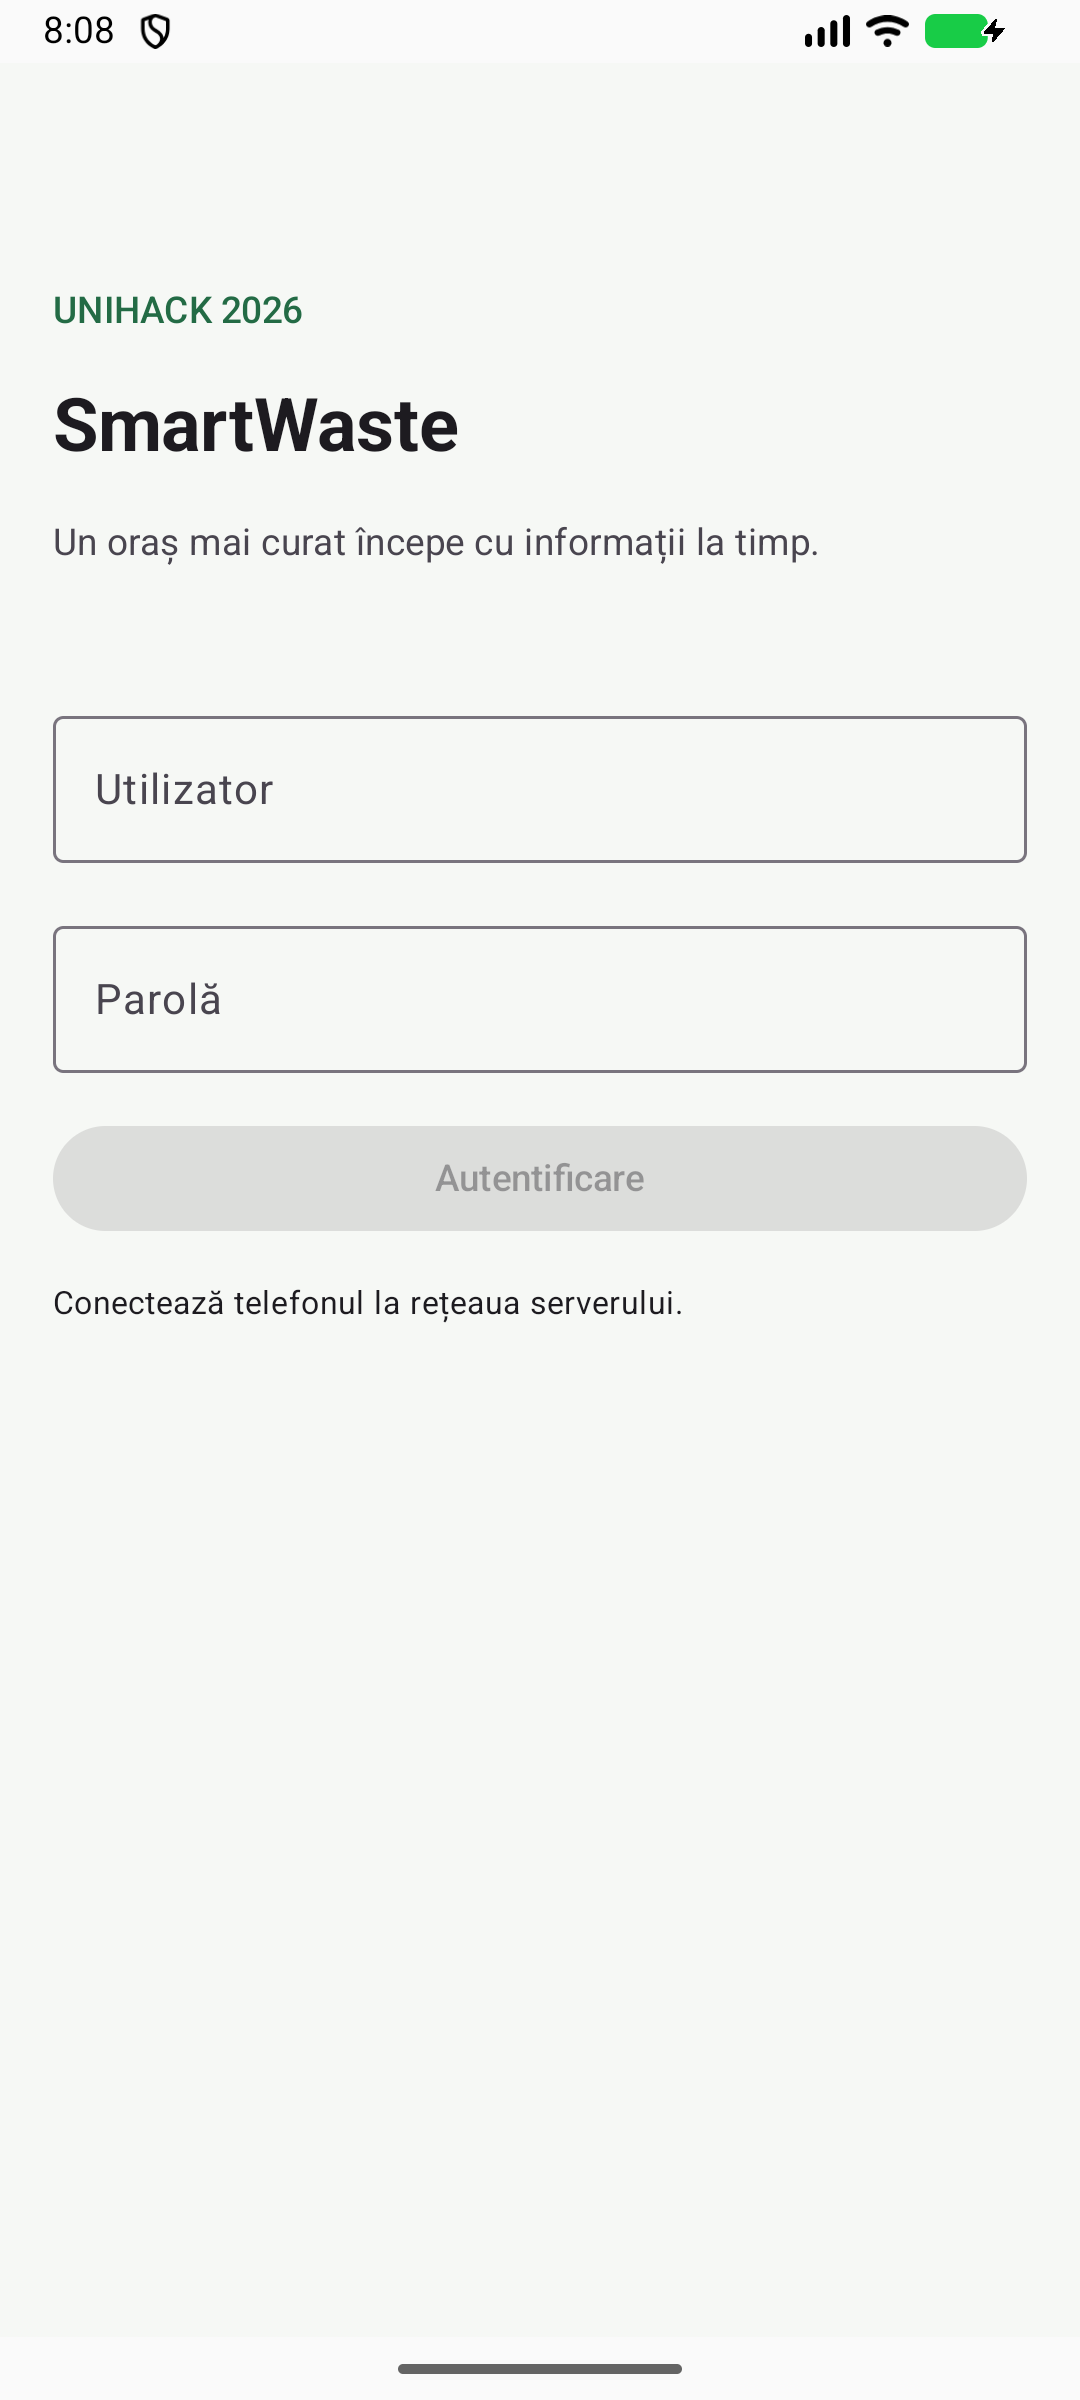 8:08
UNIHACK 2026
SmartWaste
Un oraș mai curat începe cu informații la timp.
Utilizator
Parolă
Autentificare
Conectează telefonul la rețeaua serverului.